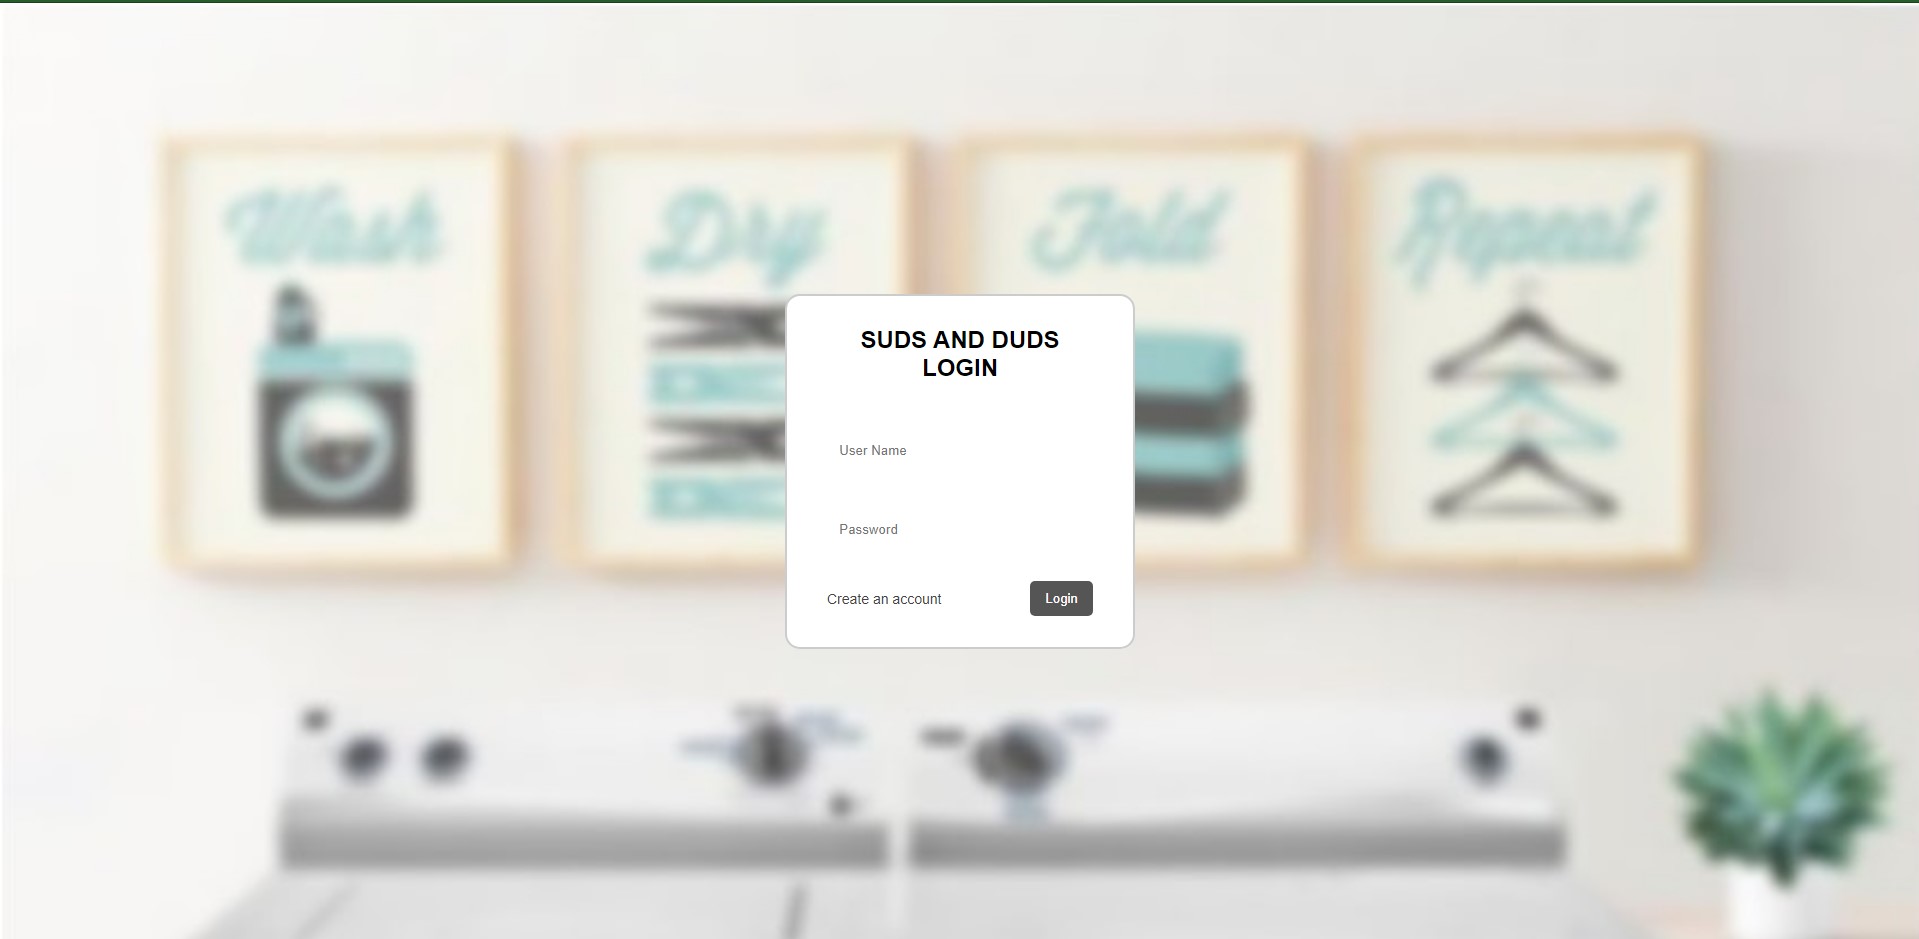 Wash
Dry
Fold
Repeat
SUDS AND DUDS
LOGIN
User Name
Password
Create an account
Login